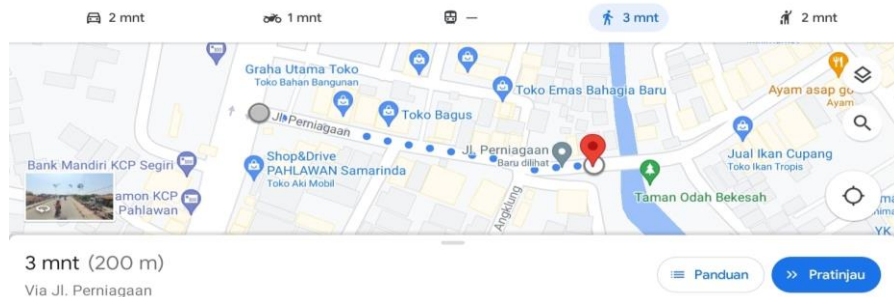 2 mnt
1 mnt
—
3 mnt
2 mnt
Graha Utama Toko
Toko Bahan Bangunan
Toko Emas Bahagia Baru
Ayam asap
Ayam
Jl. Perniagaan
Toko Bagus
Jl. Perniagaan
Baru dilihat
Jual Ikan Cupang
Toko Ikan Tropis
Bank Mandiri KCP Segiri
Shop&Drive
PAHLAWAN Samarinda
Toko Aki Mobil
amon KCP
Pahlawan
Angklung
Taman Odah Bekesah
YK
3 mnt (200 m)
Via Jl. Perniagaan
Panduan
Pratinjau